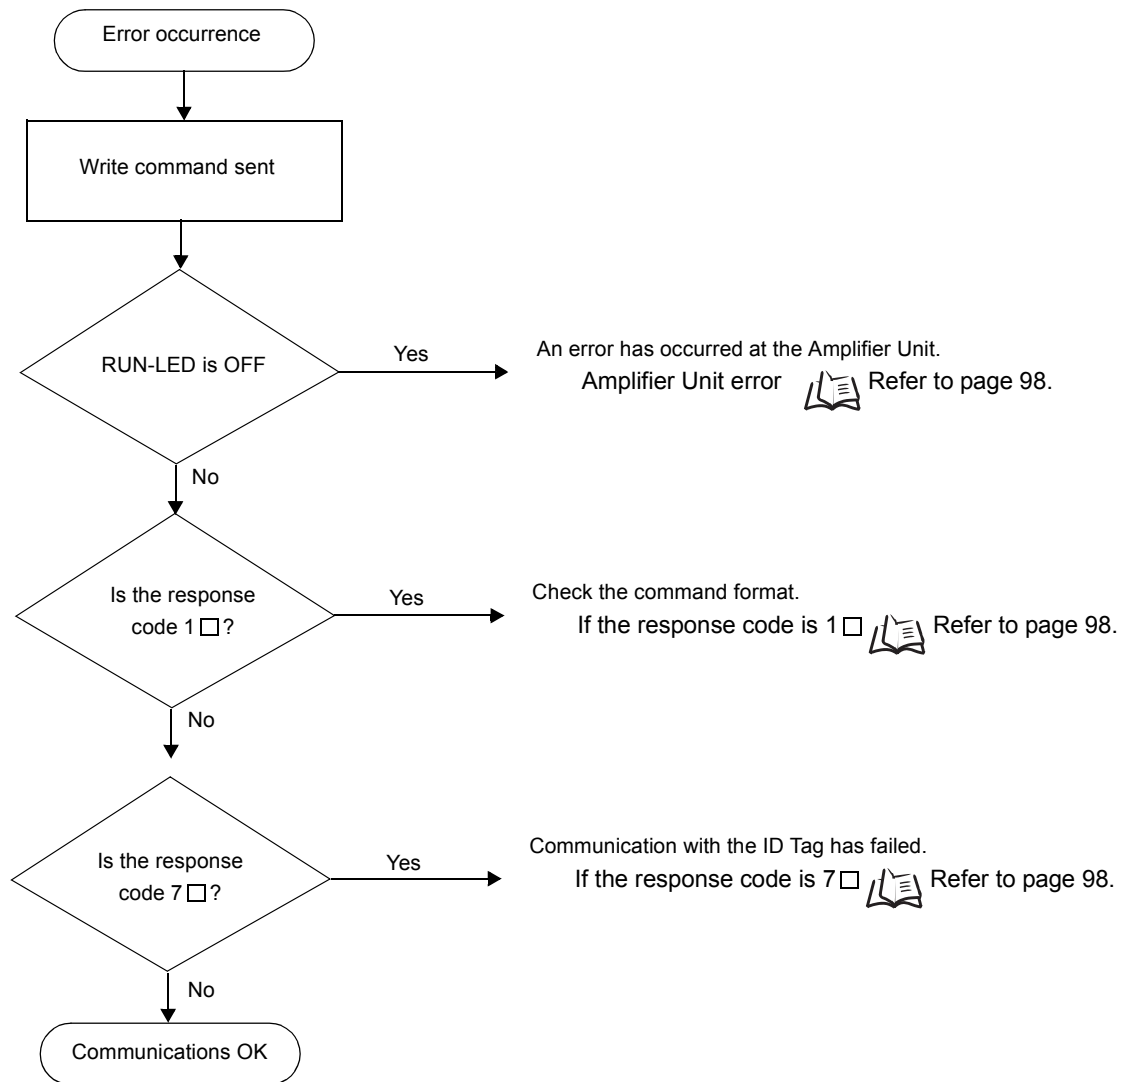 Error occurrence
Write command sent
RUN-LED is OFF
Yes
An error has occurred at the Amplifier Unit.
Amplifier Unit error Refer to page 98.
No
Is the response
code 1 □ ?
Yes
Check the command format.
If the response code is 1 □ Refer to page 98.
No
Is the response
code 7 □ ?
Yes
Communication with the ID Tag has failed.
If the response code is 7 □ Refer to page 98.
No
Communications OK